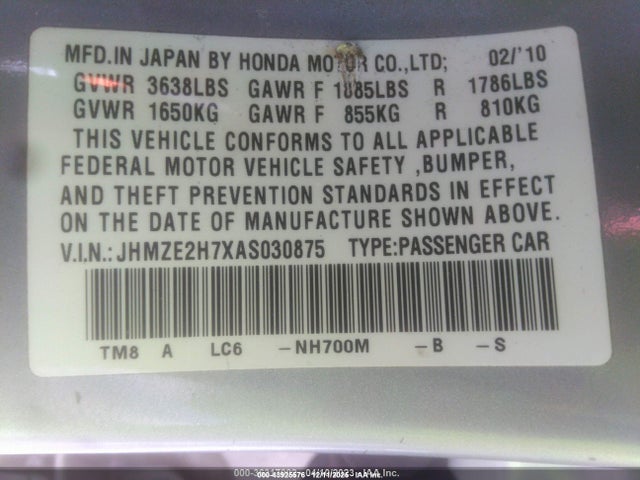 MFD.IN JAPAN BY HONDA MOTOR CO.,LTD; 02/'10
GVWR 3638LBS GAWR F 1885LBS R 1786LBS
GVWR 1650KG GAWR F 855KG R 810KG
THIS VEHICLE CONFORMS TO ALL APPLICABLE
FEDERAL MOTOR VEHICLE SAFETY ,BUMPER,
AND THEFT PREVENTION STANDARDS IN EFFECT
ON THE DATE OF MANUFACTURE SHOWN ABOVE.
V.I.N.: JHMZE2H7XAS030875 TYPE:PASSENGER CAR
TM8 A LC6 -NH700M -B -S
IAA Inc.